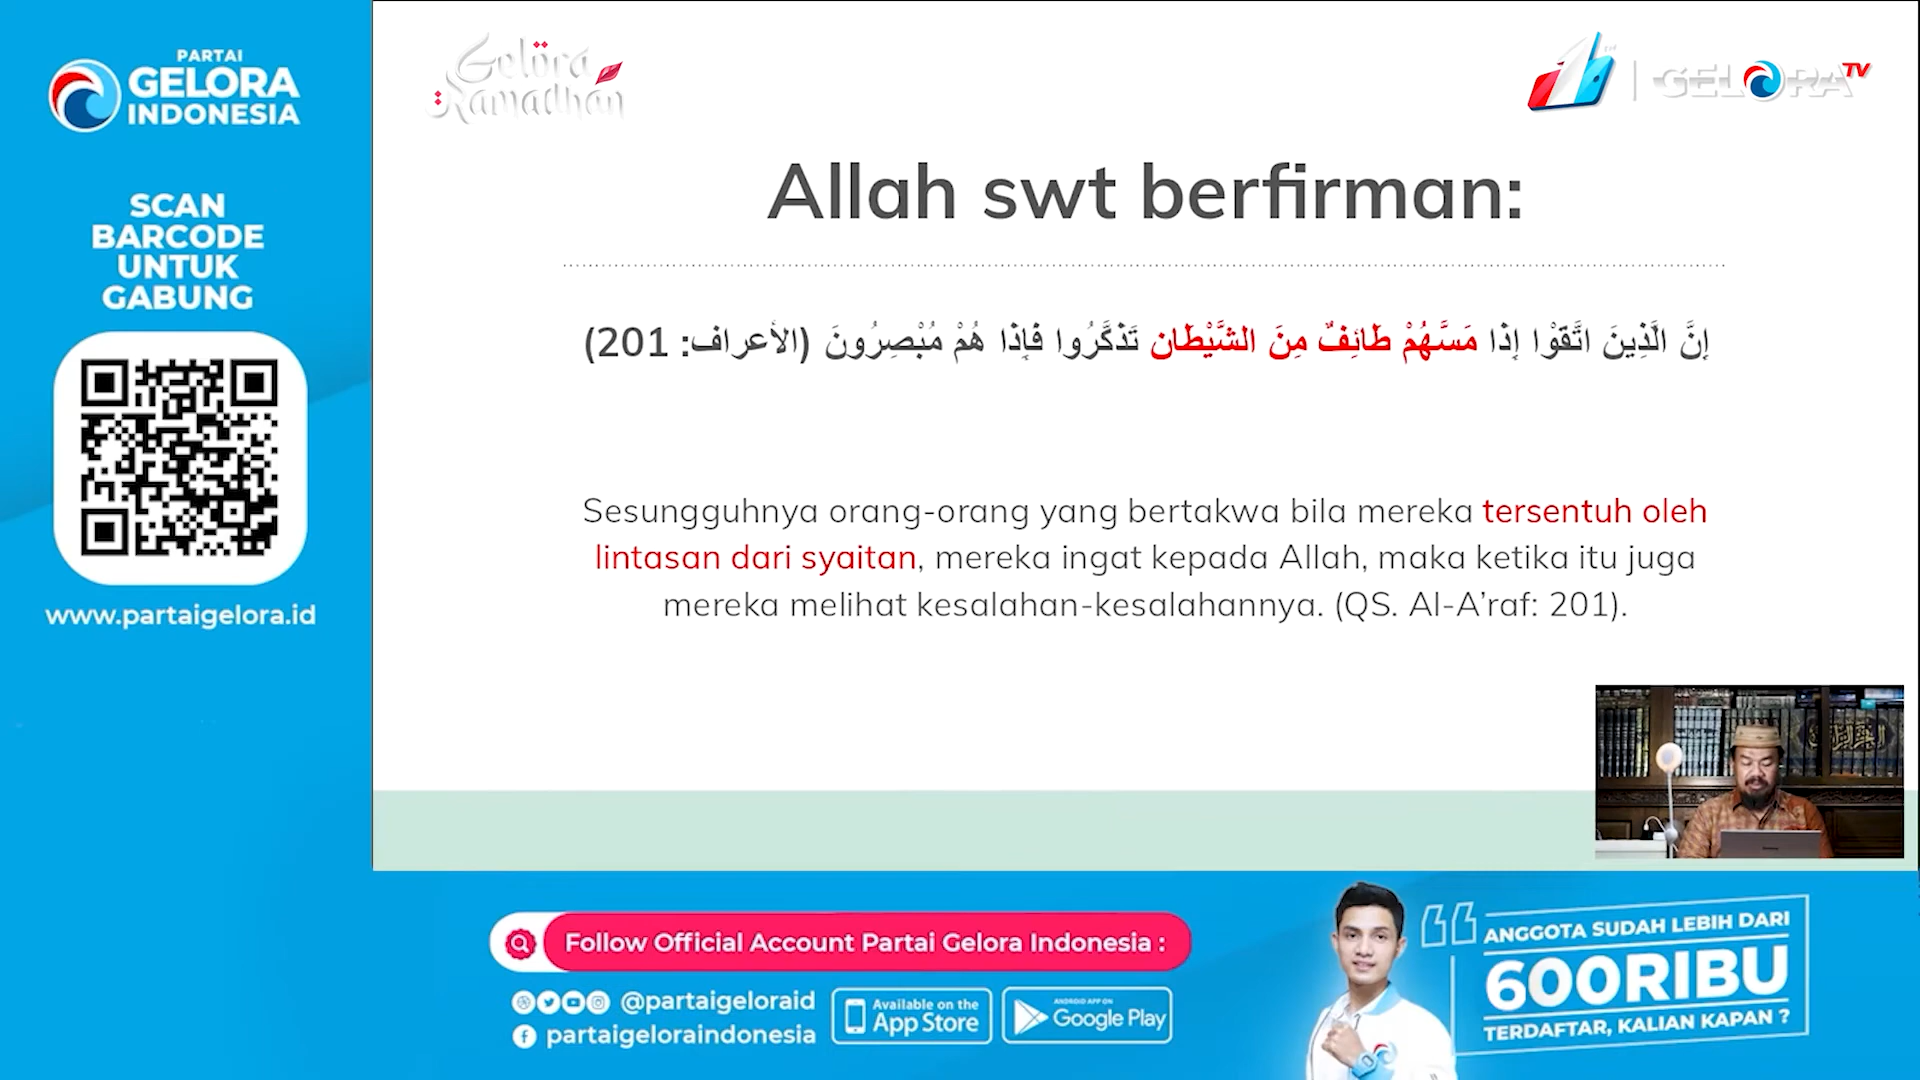 PARTAI
GELORA
INDONESIA
SCAN
BARCODE
UNTUK
GABUNG
www.partaigelora.id
Gelora
Ramadhan
GELORA TV
Allah swt berfirman:
إِنَّ الَّذِينَ اتَّقَوْا إِذَا مَسَّهُمْ طَائِفٌ مِنَ الشَّيْطَان تَذَكَّرُوا فَإِذَا هُمْ مُبْصِرُونَ (الأعراف: 201)
Sesungguhnya orang-orang yang bertakwa bila mereka tersentuh oleh
lintasan dari syaitan, mereka ingat kepada Allah, maka ketika itu juga
mereka melihat kesalahan-kesalahannya. (QS. Al-A’raf: 201).
Follow Official Account Partai Gelora Indonesia :
@partaigeloraid
partaigeloraindonesia
Available on the
App Store
ANDROID APP ON
Google Play
ANGGOTA SUDAH LEBIH DARI
600RIBU
TERDAFTAR, KALIAN KAPAN ?